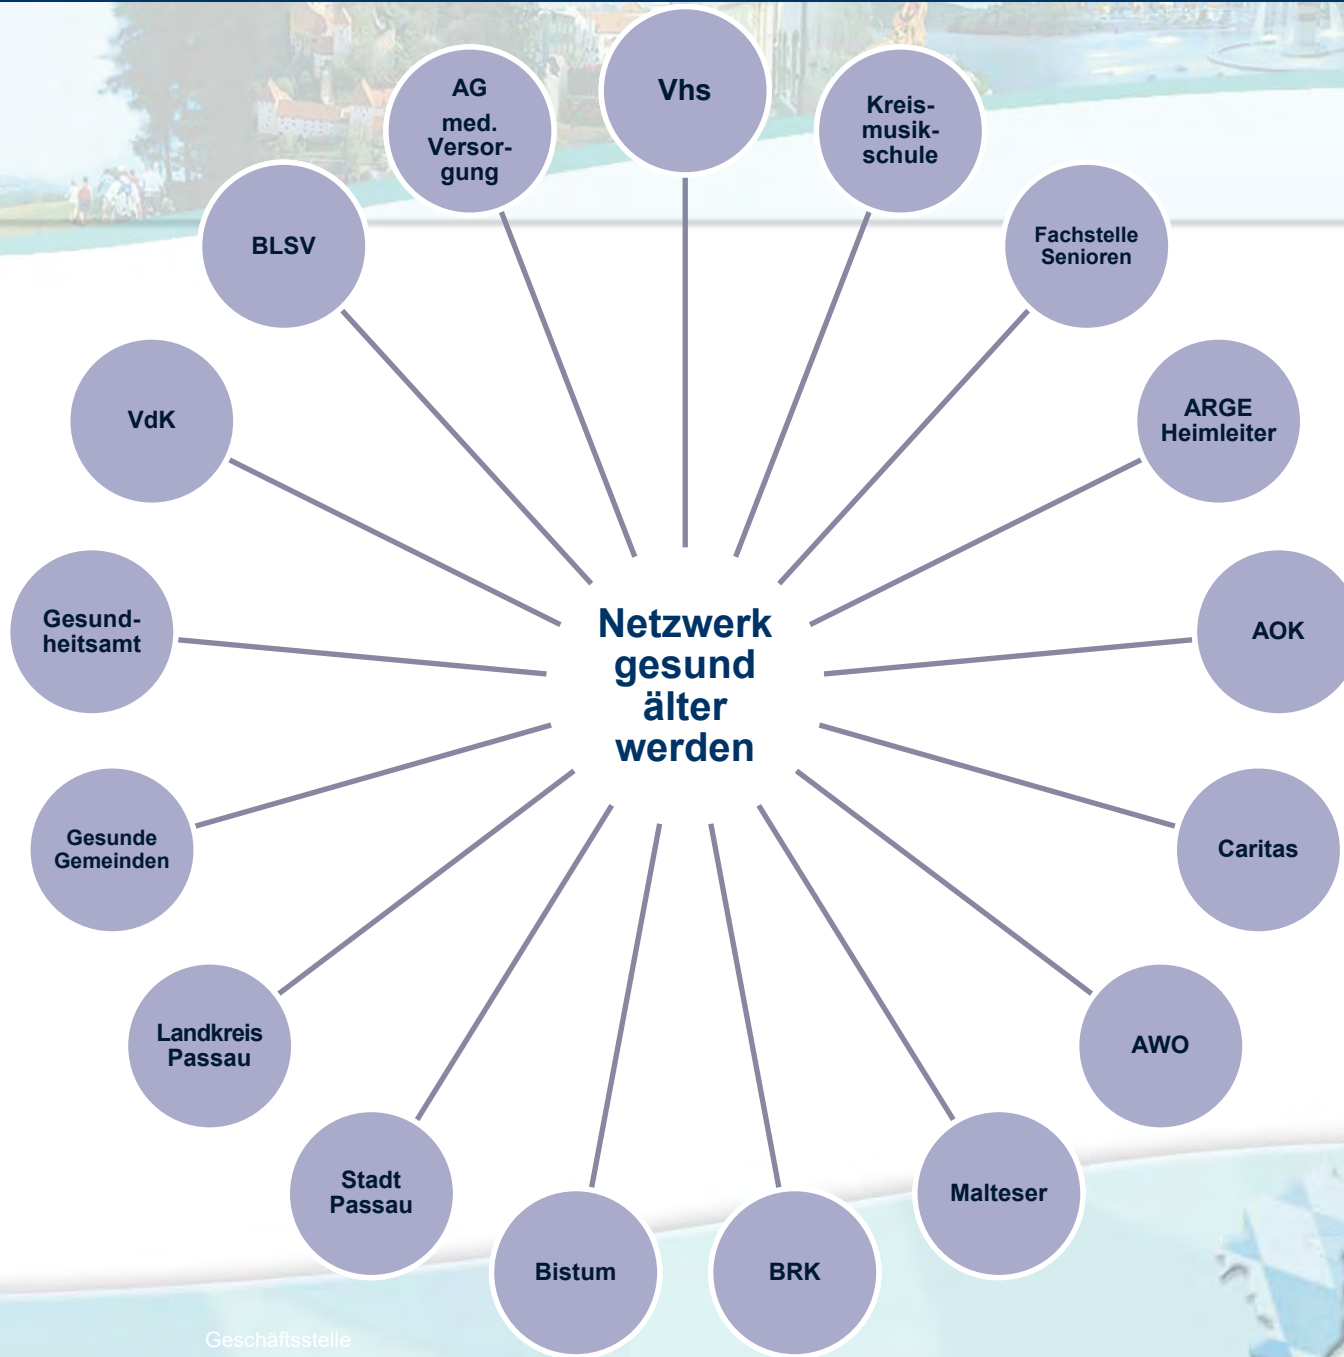 Vhs
Kreis-
musik-
schule
Fachstelle
Senioren
ARGE
Heimleiter
AOK
Caritas
AWO
Malteser
BRK
Bistum
Stadt
Passau
Landkreis
Passau
Gesunde
Gemeinden
Gesund-
heitsamt
VdK
BLSV
AG
med.
Versor-
gung
Netzwerk
gesund
älter
werden
Geschäftsstelle